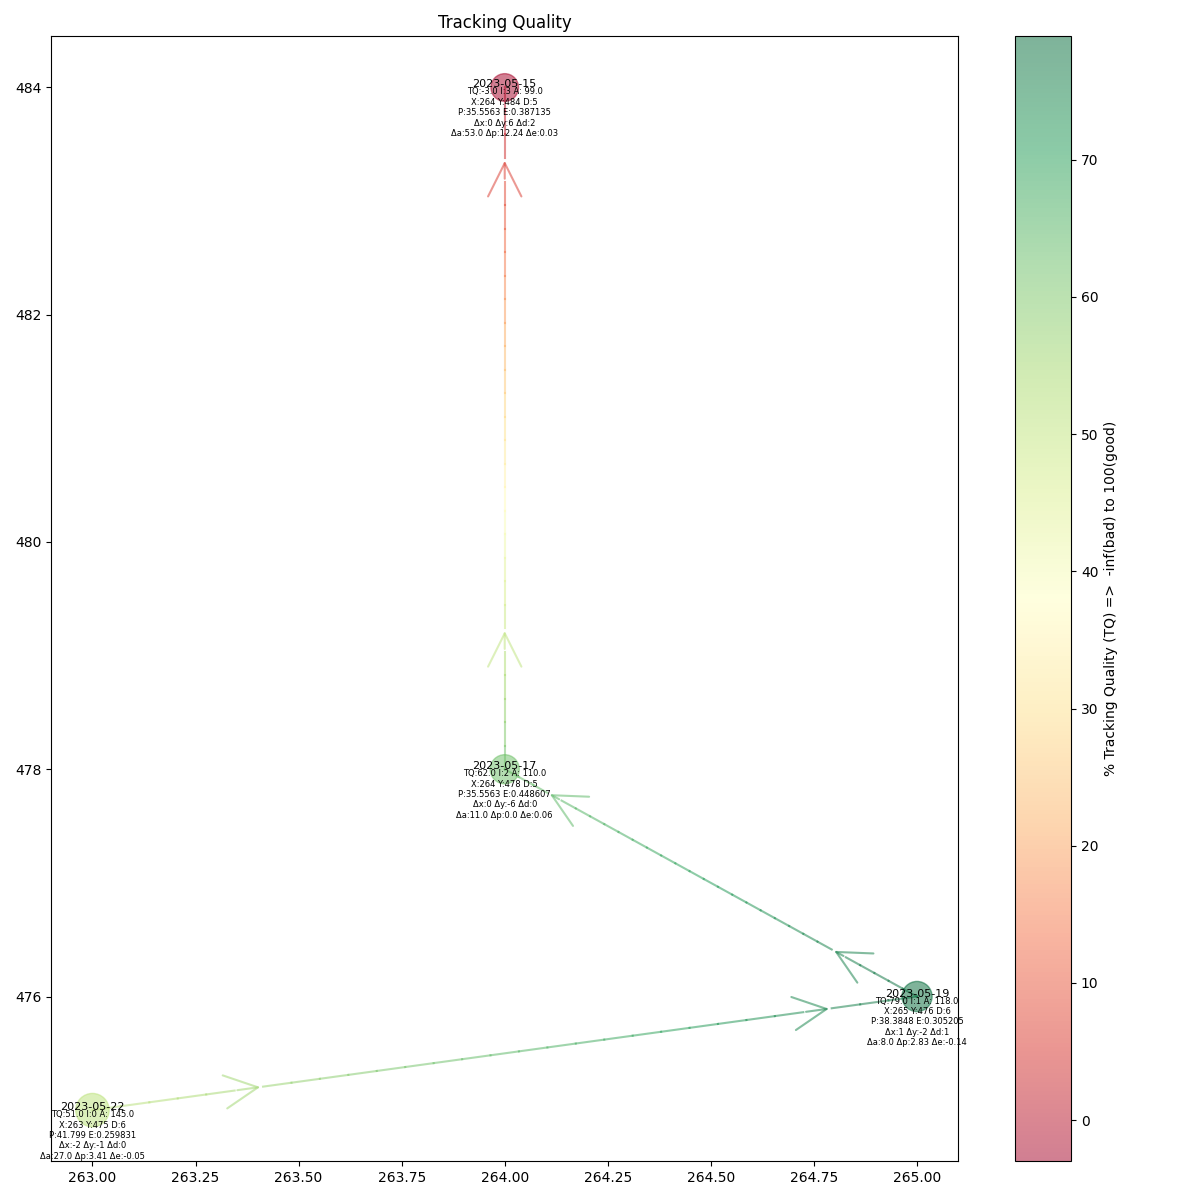 Tracking Quality
484
482
480
478
476
2023-05-15
TQ:-3.0 I:3 A: 99.0
X:264 Y:484 D:5
P:35.5563 E:0.387135
Δx:0 Δy:6 Δd:2
Δa:53.0 Δp:12.24 Δe:0.03
2023-05-17
TQ:62.0 I:2 A: 110.0
X:264 Y:478 D:5
P:35.5563 E:0.448607
Δx:0 Δy:-6 Δd:0
Δa:11.0 Δp:0.0 Δe:0.06
2023-05-19
TQ:79.0 I:1 A: 118.0
X:265 Y:476 D:6
P:38.3848 E:0.305205
Δx:1 Δy:-2 Δd:1
Δa:8.0 Δp:2.83 Δe:-0.14
2023-05-22
TQ:51.0 I:0 A: 145.0
X:263 Y:475 D:6
P:41.799 E:0.259831
Δx:-2 Δy:-1 Δd:0
Δa:27.0 Δp:3.41 Δe:-0.05
263.00 263.25 263.50 263.75 264.00 264.25 264.50 264.75 265.00
70
60
50
40
30
20
10
0
% Tracking Quality (TQ) => -inf(bad) to 100(good)